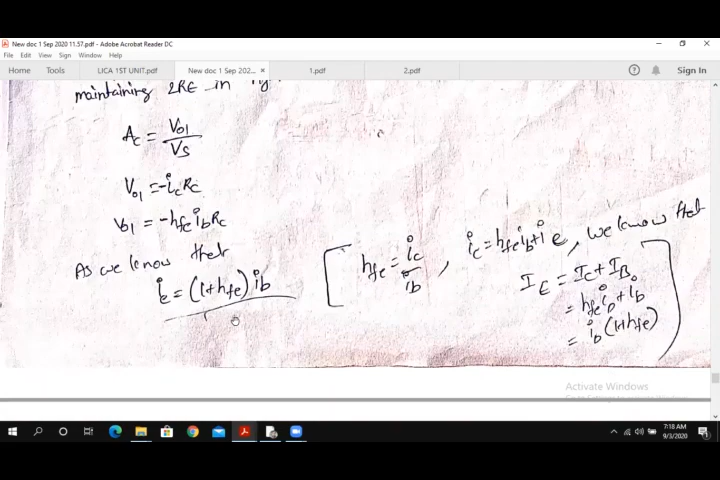 New doc 1 Sep 2020 11.57.pdf - Adobe Acrobat Reader DC
File Edit View Sign Window Help
Home Tools LICA 1ST UNIT.pdf New doc 1 Sep 202... × 1.pdf 2.pdf Sign In
maintaining 2RE in
Ac = Vo1/Vs
Vo1 = -ic Rc
Vo1 = -hfe ib Rc
As we know that
ie = (1+hfe) ib
[ hfe = ic/ib , ic = hfe ib + ie , we know that
IE = IC + IB.
= hfe ib + ib
= ib (1+hfe) ]
Activate Windows
7:18 AM
9/3/2020